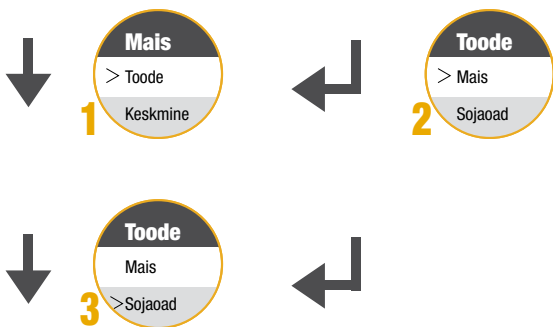 Mais
> Toode
Keskmine
1
Toode
> Mais
Sojaoad
2
Toode
Mais
>Sojaoad
3